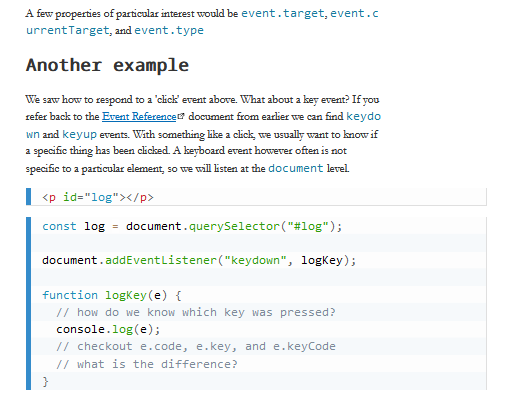 A few properties of particular interest would be event.target, event.c
urrentTarget, and event.type
Another example
We saw how to respond to a 'click' event above. What about a key event? If you
refer back to the Event Reference document from earlier we can find keydo
wn and keyup events. With something like a click, we usually want to know if
a specific thing has been clicked. A keyboard event however often is not
specific to a particular element, so we will listen at the document level.
<p id="log"></p>
const log = document.querySelector("#log");
document.addEventListener("keydown", logKey);
function logKey(e) {
  // how do we know which key was pressed?
  console.log(e);
  // checkout e.code, e.key, and e.keyCode
  // what is the difference?
}